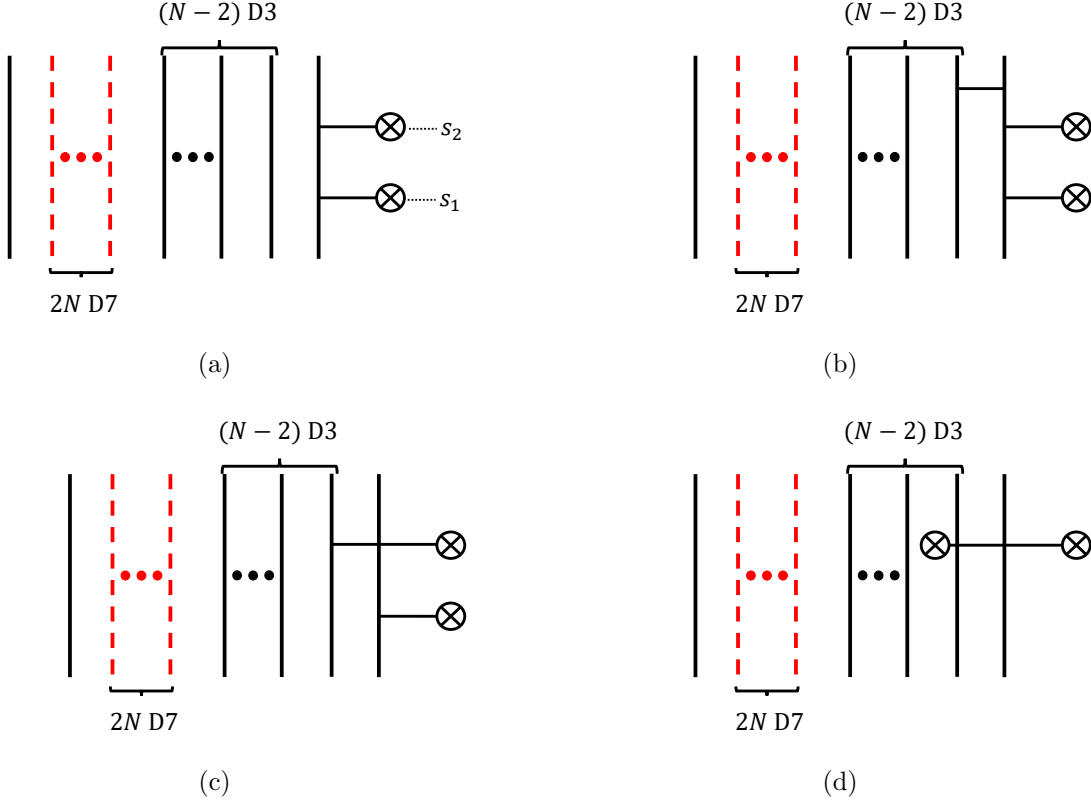 (N − 2) D3
(N − 2) D3
s₂
s₁
2N D7
2N D7
(a)
(b)
(N − 2) D3
(N − 2) D3
2N D7
2N D7
(c)
(d)